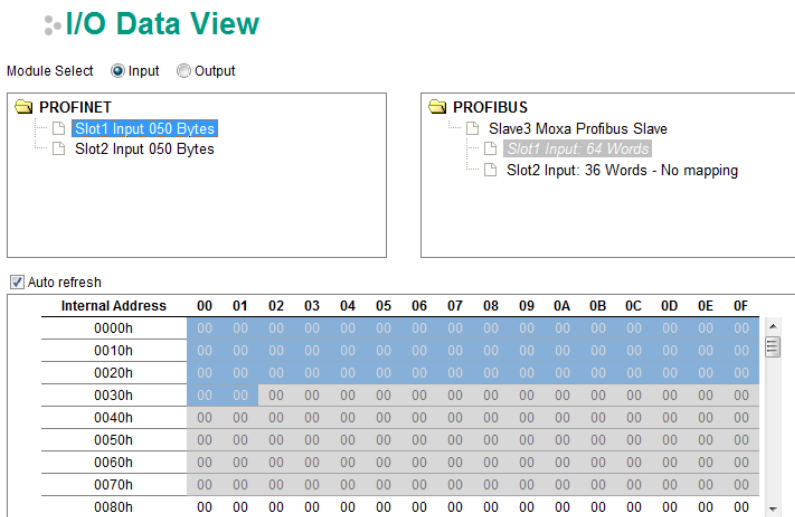 I/O Data View
Module Select Input Output
PROFINET
Slot1 Input 050 Bytes
Slot2 Input 050 Bytes
PROFIBUS
Slave3 Moxa Profibus Slave
Slot1 Input: 64 Words
Slot2 Input: 36 Words - No mapping
Auto refresh
Internal Address 00 01 02 03 04 05 06 07 08 09 0A 0B 0C 0D 0E 0F
0000h 00 00 00 00 00 00 00 00 00 00 00 00 00 00 00 00
0010h 00 00 00 00 00 00 00 00 00 00 00 00 00 00 00 00
0020h 00 00 00 00 00 00 00 00 00 00 00 00 00 00 00 00
0030h 00 00 00 00 00 00 00 00 00 00 00 00 00 00 00 00
0040h 00 00 00 00 00 00 00 00 00 00 00 00 00 00 00 00
0050h 00 00 00 00 00 00 00 00 00 00 00 00 00 00 00 00
0060h 00 00 00 00 00 00 00 00 00 00 00 00 00 00 00 00
0070h 00 00 00 00 00 00 00 00 00 00 00 00 00 00 00 00
0080h 00 00 00 00 00 00 00 00 00 00 00 00 00 00 00 00